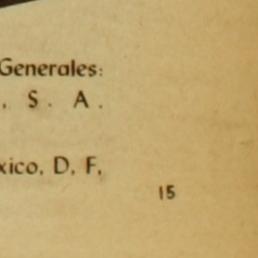 Generales:
, S. A.
xico, D, F,
15